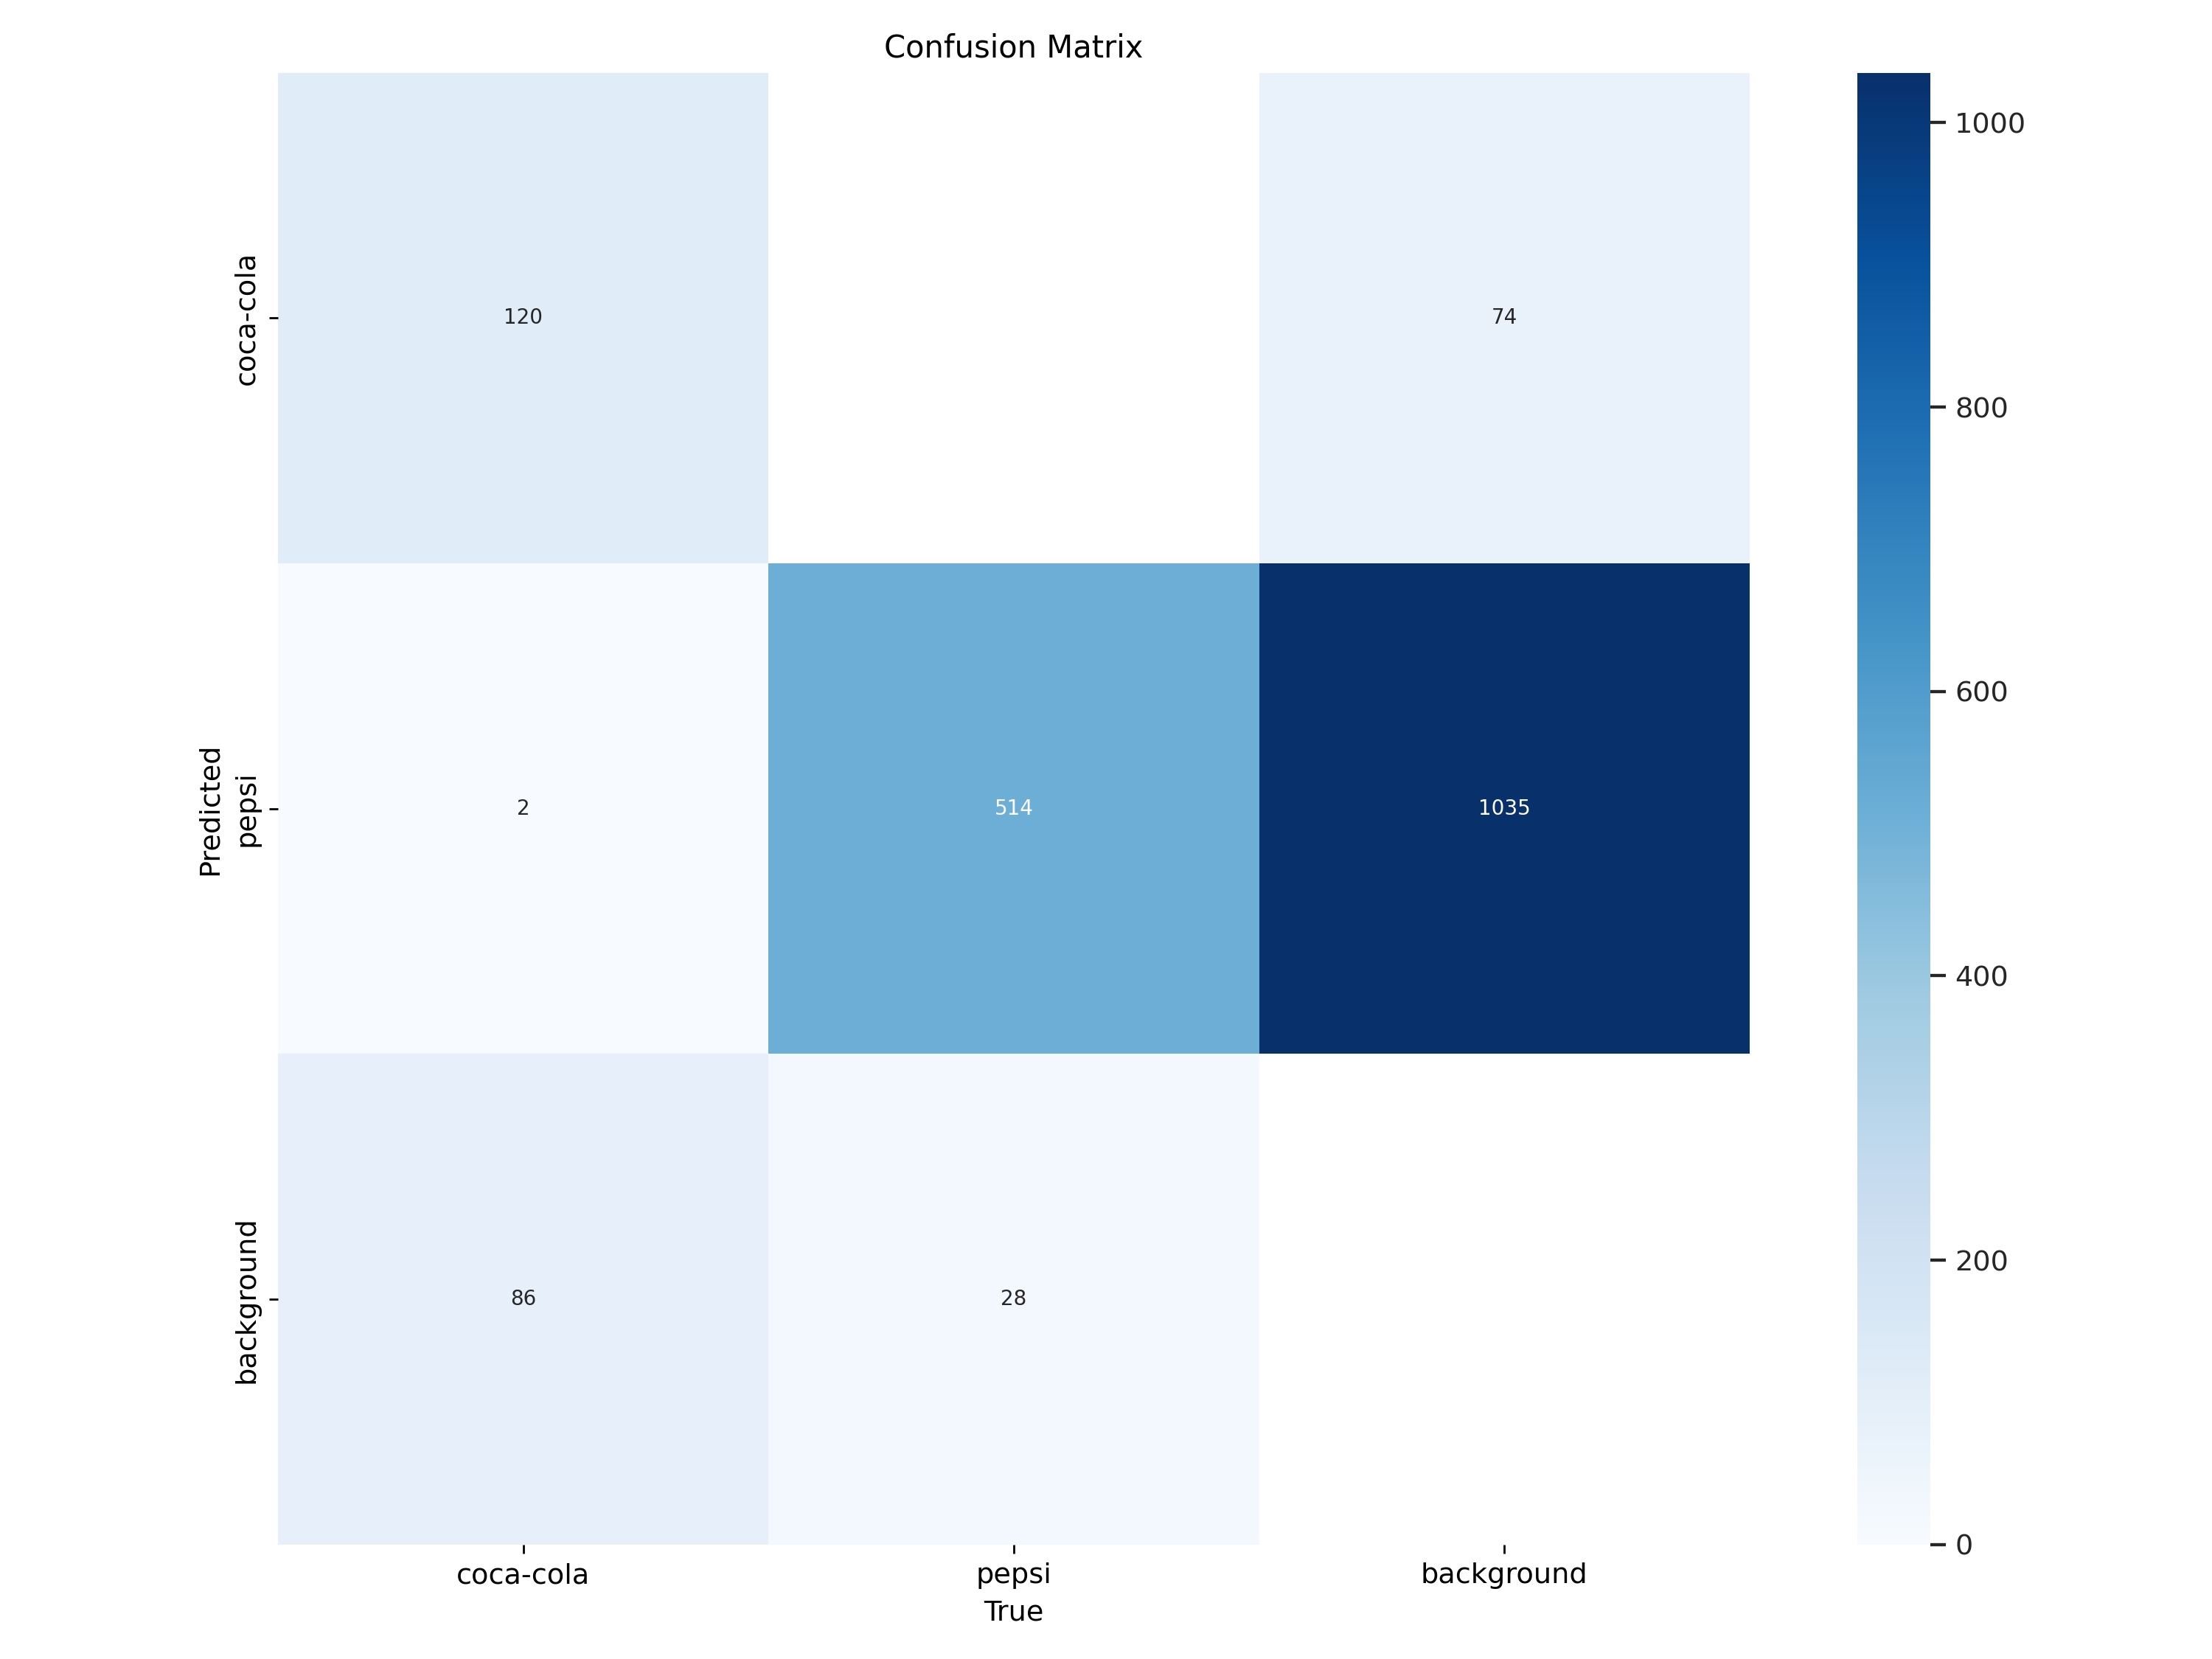 Confusion Matrix
coca-cola
120
74
1000
800
Predicted
pepsi
2
514
1035
600
400
background
86
28
200
0
coca-cola
pepsi
background
True